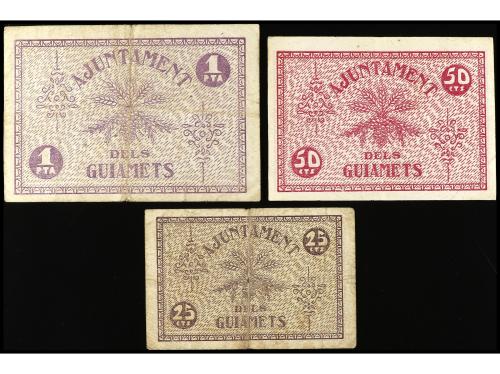 AJUNTAMENT
1
PTA
1
PTA
DELS
GUIAMETS
AJUNTAMENT
50
CTS
50
CTS
DELS
GUIAMETS
AJUNTAMENT
25
CTS
25
CTS
DELS
GUIAMETS